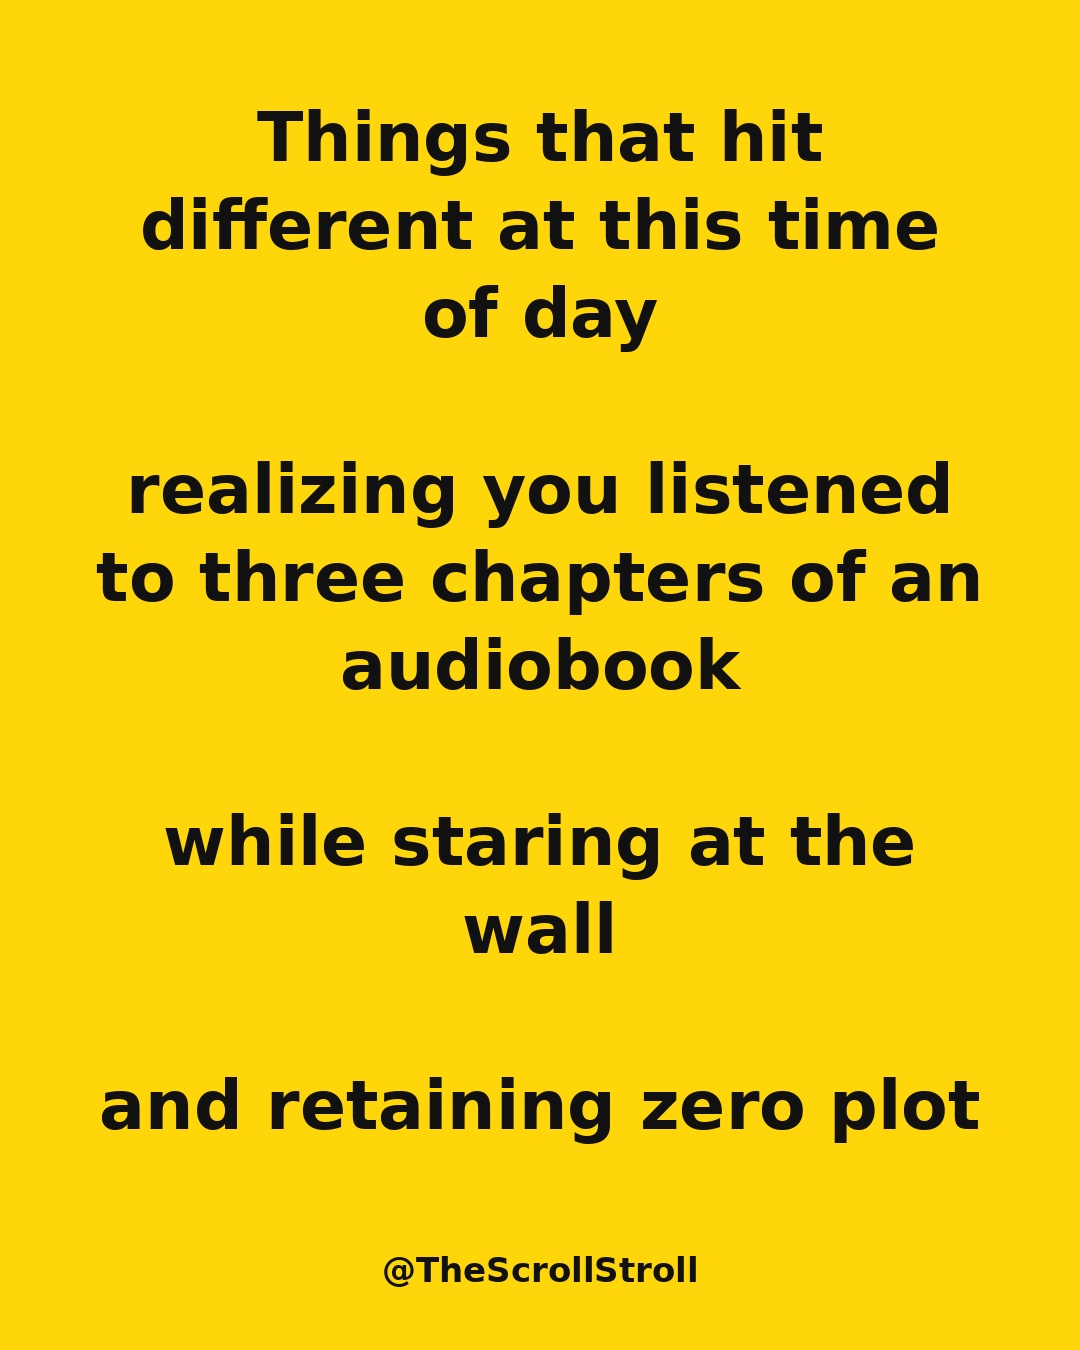 Things that hit
different at this time
of day
realizing you listened
to three chapters of an
audiobook
while staring at the
wall
and retaining zero plot
@TheScrollStroll